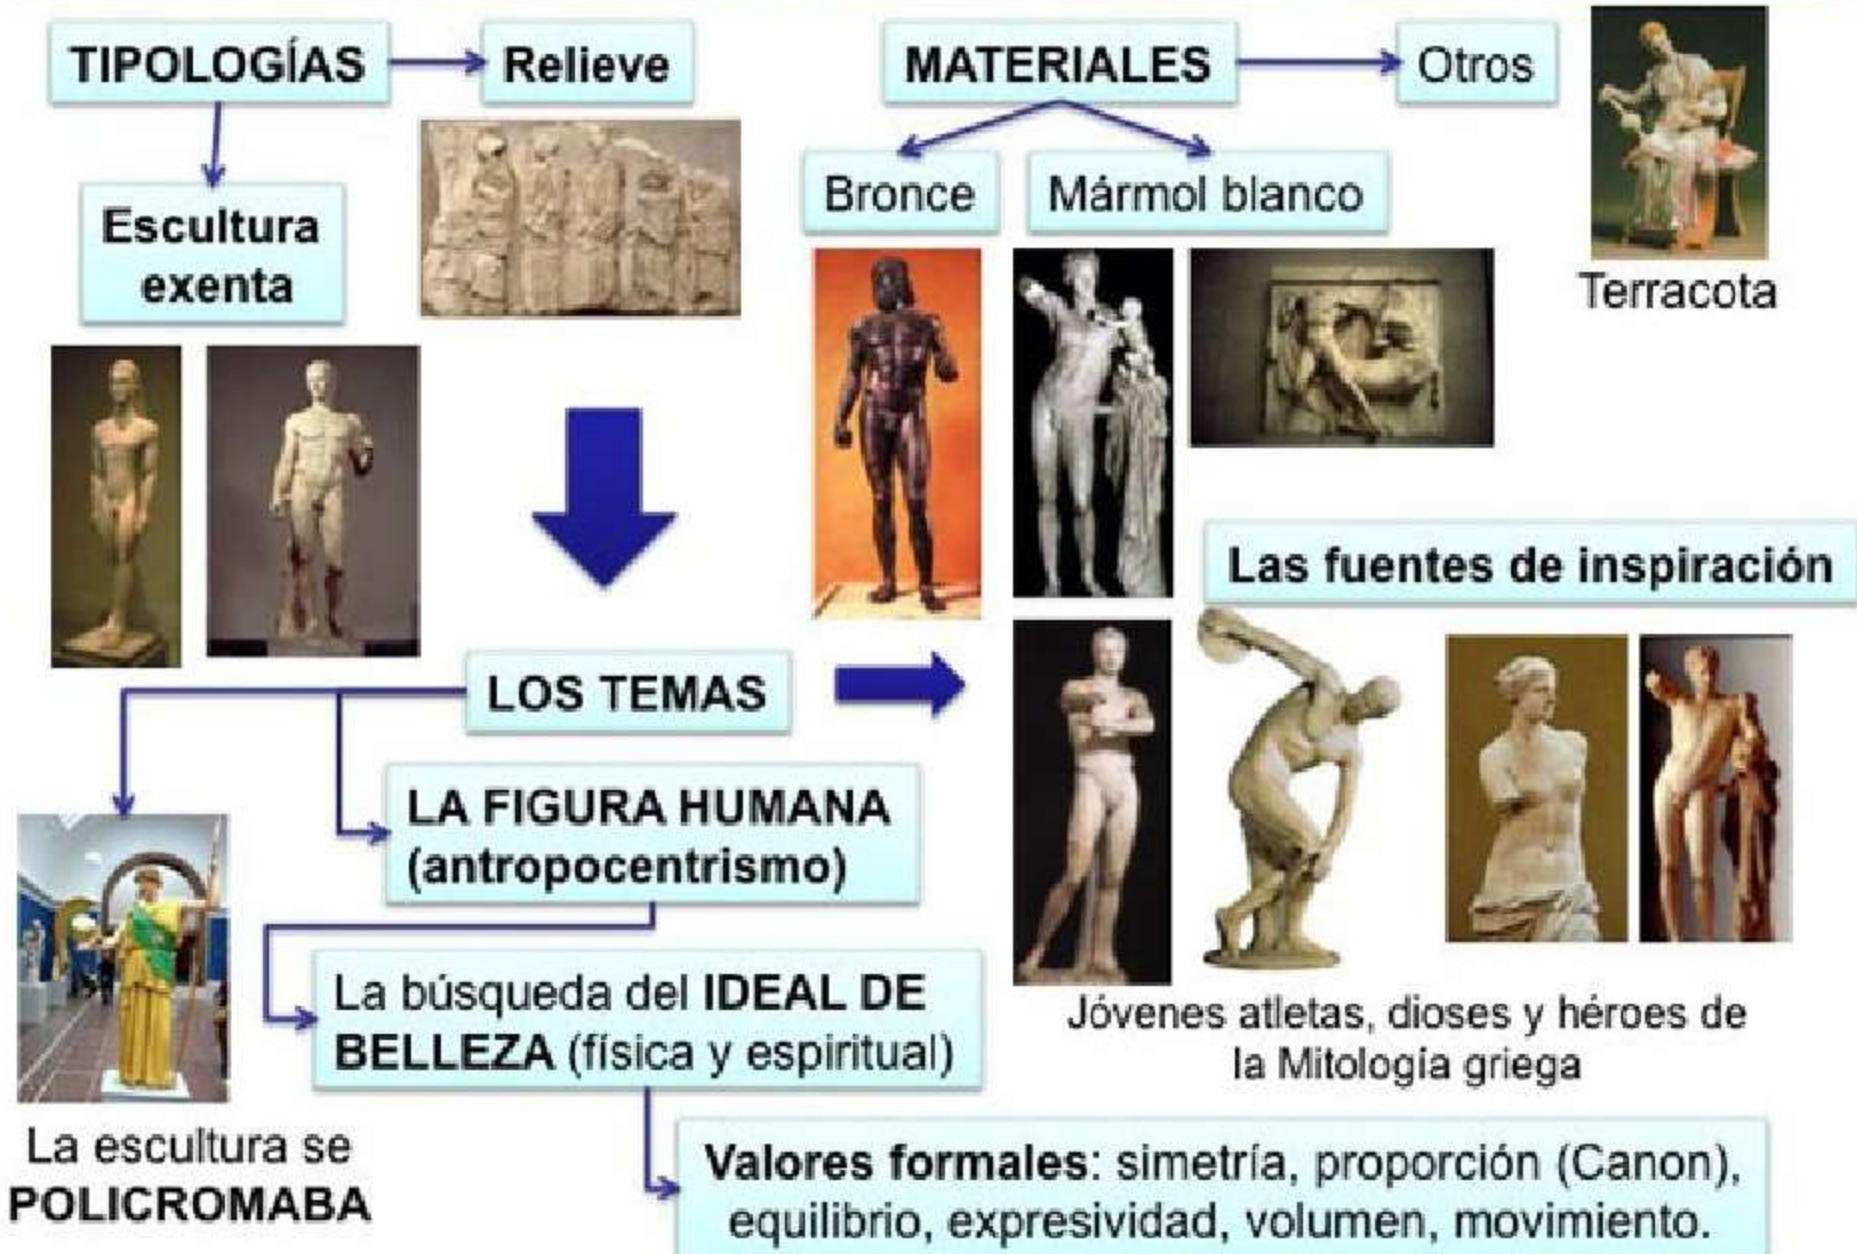 TIPOLOGÍAS
Relieve
Escultura
exenta
MATERIALES
Otros
Bronce
Mármol blanco
Terracota
Las fuentes de inspiración
LOS TEMAS
LA FIGURA HUMANA
(antropocentrismo)
La búsqueda del IDEAL DE
BELLEZA (física y espiritual)
Jóvenes atletas, dioses y héroes de
la Mitología griega
La escultura se
POLICROMABA
Valores formales: simetría, proporción (Canon),
equilibrio, expresividad, volumen, movimiento.